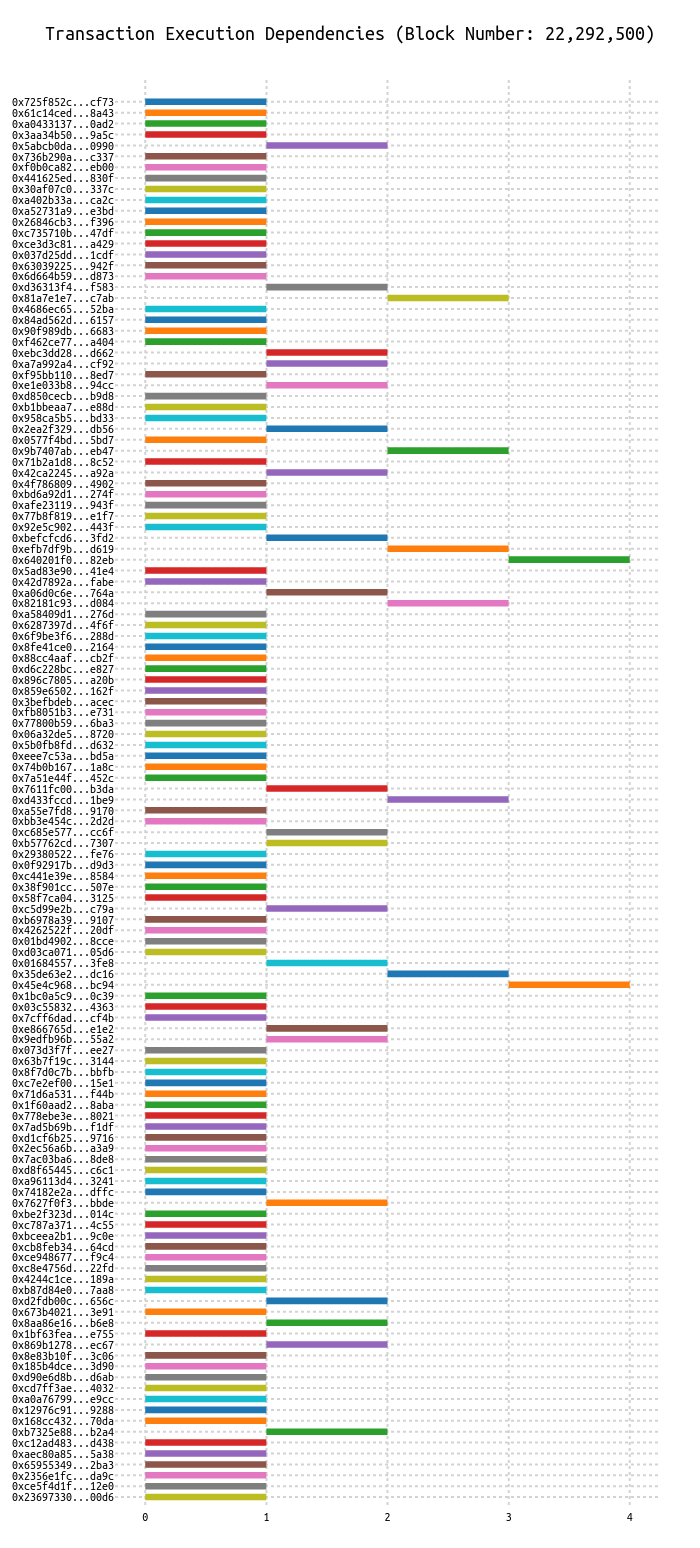 Transaction Execution Dependencies (Block Number: 22,292,500)
0x725f852c...cf73
0x61c14ced...8a43
0xa0433137...0ad2
0x3aa34b50...9a5c
0x5abcb0da...0990
0x736b290a...c337
0xf0b0ca82...eb00
0x441625ed...830f
0x30af07c0...337c
0xa402b33a...ca2c
0xa52731a9...e3bd
0x26846cb3...f396
0xc735710b...47df
0xce3d3c81...a429
0x037d25dd...1cdf
0x63039225...942f
0x6d664b59...d873
0xd36313f4...f583
0x81a7e1e7...c7ab
0x4686ec65...52ba
0x84ad562d...6157
0x90f989db...6683
0xf462ce77...a404
0xebc3dd28...d662
0xa7a992a4...cf92
0xf95bb110...8ed7
0xe1e033b8...94cc
0xd850cecb...b9d8
0xb1bbeaa7...e88d
0x958ca5b5...bd33
0x2ea2f329...db56
0x0577f4bd...5bd7
0x9b7407ab...eb47
0x71b2a1d8...8c52
0x42ca2245...a92a
0x4f786809...4902
0xbd6a92d1...274f
0xafe23119...943f
0x77b8f819...e1f7
0x92e5c902...443f
0xbefcfcd6...3fd2
0xefb7df9b...d619
0x640201f0...82eb
0x5ad83e90...41e4
0x42d7892a...fabe
0xa06d0c6e...764a
0x82181c93...d084
0xa58409d1...276d
0x6287397d...4f6f
0x6f9be3f6...288d
0x8fe41ce0...2164
0x88cc4aaf...cb2f
0xd6c228bc...e827
0x896c7805...a20b
0x859e6502...162f
0x3befbdeb...acec
0xfb8051b3...e731
0x77800b59...6ba3
0x06a32de5...8720
0x5b0fb8fd...d632
0xeee7c53a...bd5a
0x74b0b167...1a8c
0x7a51e44f...452c
0x7611fc00...b3da
0xd433fccd...1be9
0xa55e7fd8...9170
0xbb3e454c...2d2d
0xc685e577...cc6f
0xb57762cd...7307
0x29380522...fe76
0x0f92917b...d9d3
0xc441e39e...8584
0x38f901cc...507e
0x58f7ca04...3125
0xc5d99e2b...c79a
0xb6978a39...9107
0x4262522f...20df
0x01bd4902...8cce
0xd03ca071...05d6
0x01684557...3fe8
0x35de63e2...dc16
0x45e4c968...bc94
0x1bc0a5c9...0c39
0x03c55832...4363
0x7cff6dad...cf4b
0xe866765d...e1e2
0x9edfb96b...55a2
0x073d3f7f...ee27
0x63b7f19c...3144
0x8f7d0c7b...bbfb
0xc7e2ef00...15e1
0x71d6a531...f44b
0x1f60aad2...8aba
0x778ebe3e...8021
0x7ad5b69b...f1df
0xd1cf6b25...9716
0x2ec56a6b...a3a9
0x7ac03ba6...8de8
0xd8f65445...c6c1
0xa96113d4...3241
0x74182e2a...dffc
0x7627f0f3...bbde
0xbe2f323d...014c
0xc787a371...4c55
0xbceea2b1...9c0e
0xcb8feb34...64cd
0xce948677...f9c4
0xc8e4756d...22fd
0x4244c1ce...189a
0xb87d84e0...7aa8
0xd2fdb00c...656c
0x673b4021...3e91
0x8aa86e16...b6e8
0x1bf63fea...e755
0x869b1278...ec67
0x8e83b10f...3c06
0x185b4dce...3d90
0xd90e6d8b...d6ab
0xcd7ff3ae...4032
0xa0a76799...e9cc
0x12976c91...9288
0x168cc432...70da
0xb7325e88...b2a4
0xc12ad483...d438
0xaec80a85...5a38
0x65955349...2ba3
0x2356e1fc...da9c
0xce5f4d1f...12e0
0x23697330...00d6
0 1 2 3 4